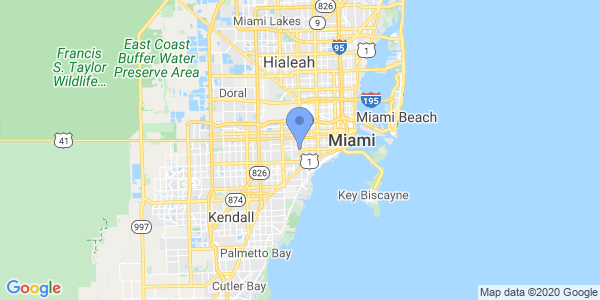 826
Miami Lakes
9
East Coast
Buffer Water
Preserve Area
Francis
S. Taylor
Wildlife...
95
1
Hialeah
Doral
195
Miami Beach
41
Miami
1
826
Key Biscayne
874
Kendall
997
Palmetto Bay
Cutler Bay
Google
Map data ©2020 Google